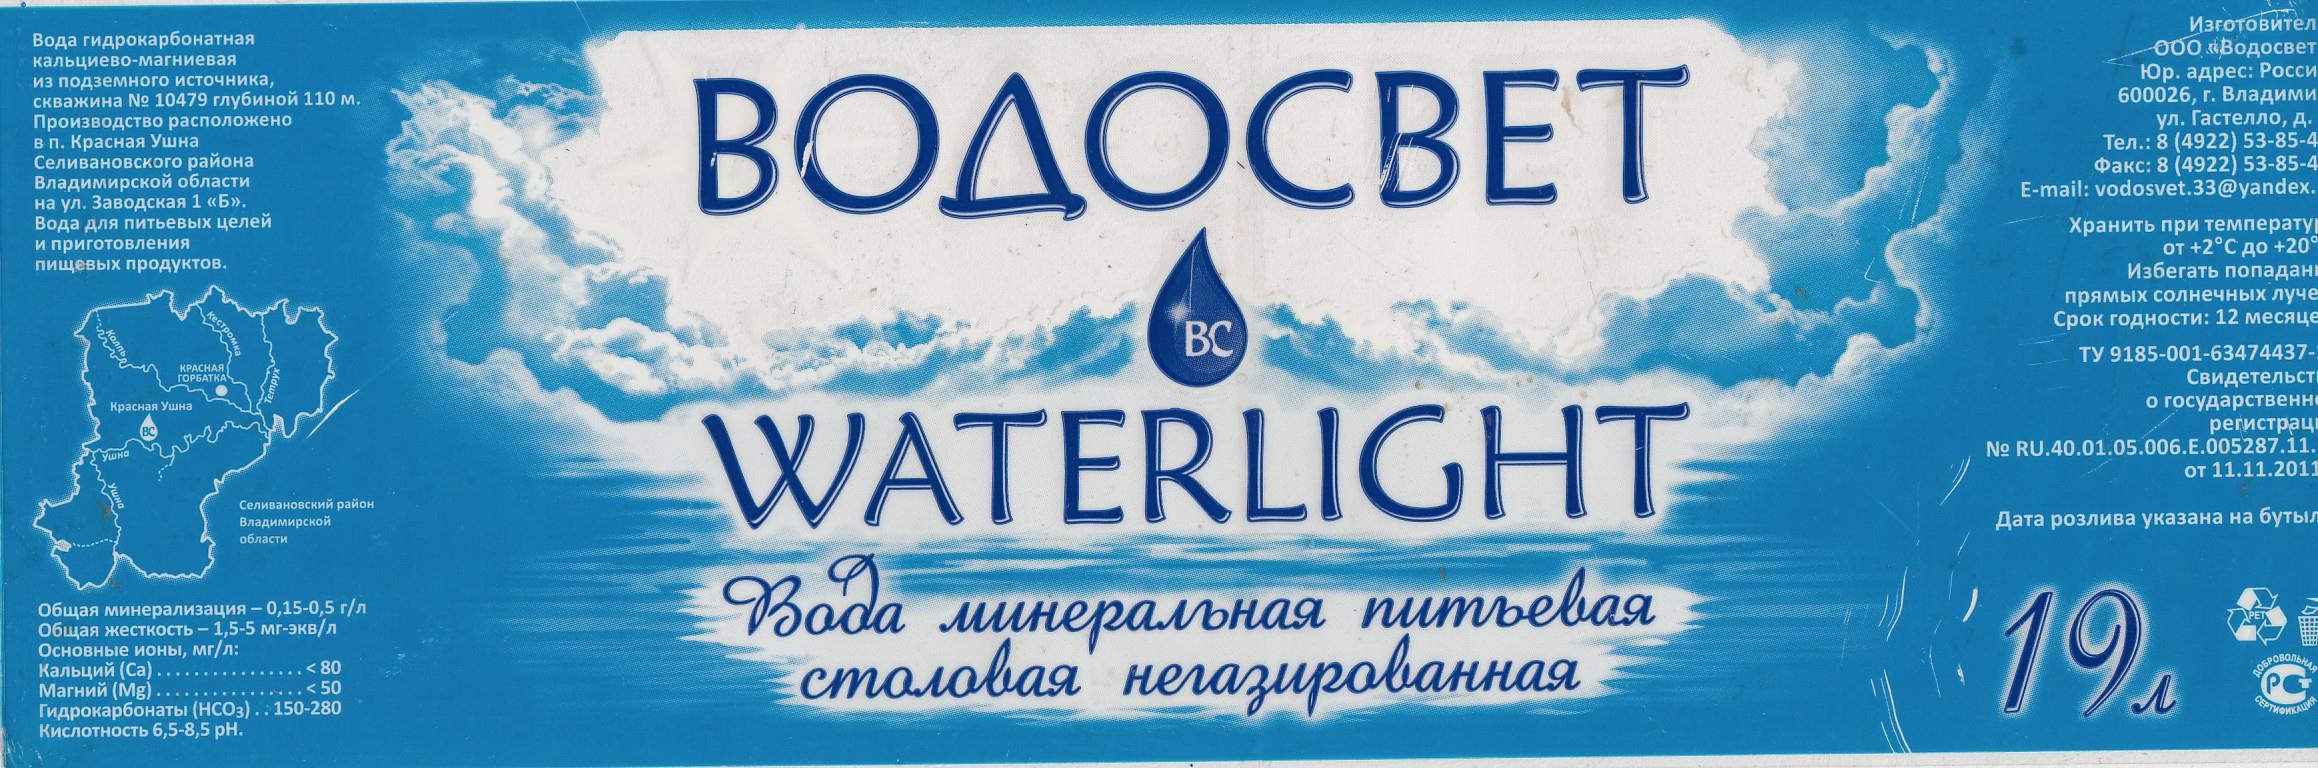 Вода гидрокарбонатная
кальциево-магниевая
из подземного источника,
скважина № 10479 глубиной 110 м.
Производство расположено
в п. Красная Ушна
Селивановского района
Владимирской области
на ул. Заводская 1 «Б».
Вода для питьевых целей
и приготовления
пищевых продуктов.
Колпь
Кестромка
Тетрух
КРАСНАЯ
ГОРБАТКА
Красная Ушна
ВС
Ушна
Ушна
Селивановский район
Владимирской
области
Общая минерализация – 0,15-0,5 г/л
Общая жесткость – 1,5-5 мг-экв/л
Основные ионы, мг/л:
Кальций (Ca) . . . . . . . . . . . . . . . < 80
Магний (Mg) . . . . . . . . . . . . . . . < 50
Гидрокарбонаты (HCO₃) . . 150-280
Кислотность 6,5-8,5 pH.
ВОДОСВЕТ
ВС
WATERLIGHT
Вода минеральная питьевая
столовая негазированная
Изготовител
ООО «Водосвет
Юр. адрес: Росси
600026, г. Владими
ул. Гастелло, д.
Тел.: 8 (4922) 53-85-4
Факс: 8 (4922) 53-85-4
E-mail: vodosvet.33@yandex.
Хранить при температур
от +2°C до +20°
Избегать попадан
прямых солнечных луче
Срок годности: 12 месяце
ТУ 9185-001-63474437-
Свидетельст
о государственн
регистрац
№ RU.40.01.05.006.Е.005287.11.
от 11.11.2011
Дата розлива указана на бутыл
19 л
PET
ДОБРОВОЛЬНАЯ
РСТ
СЕРТИФИКАЦИЯ